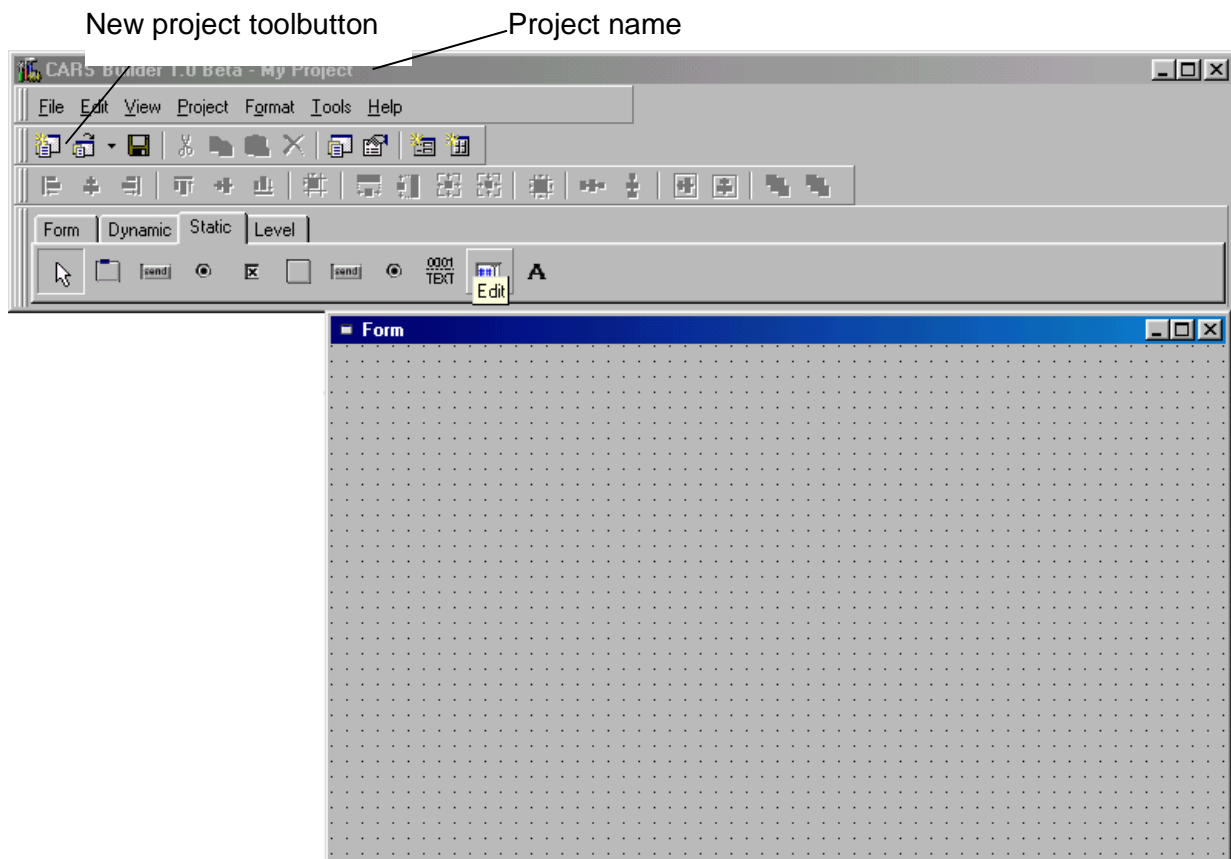 New project toolbutton Project name
CARS Builder 1.0 Beta - My Project
File Edit View Project Format Tools Help
Form Dynamic Static Level
send send 0001 TEXT ## A
Edit
Form